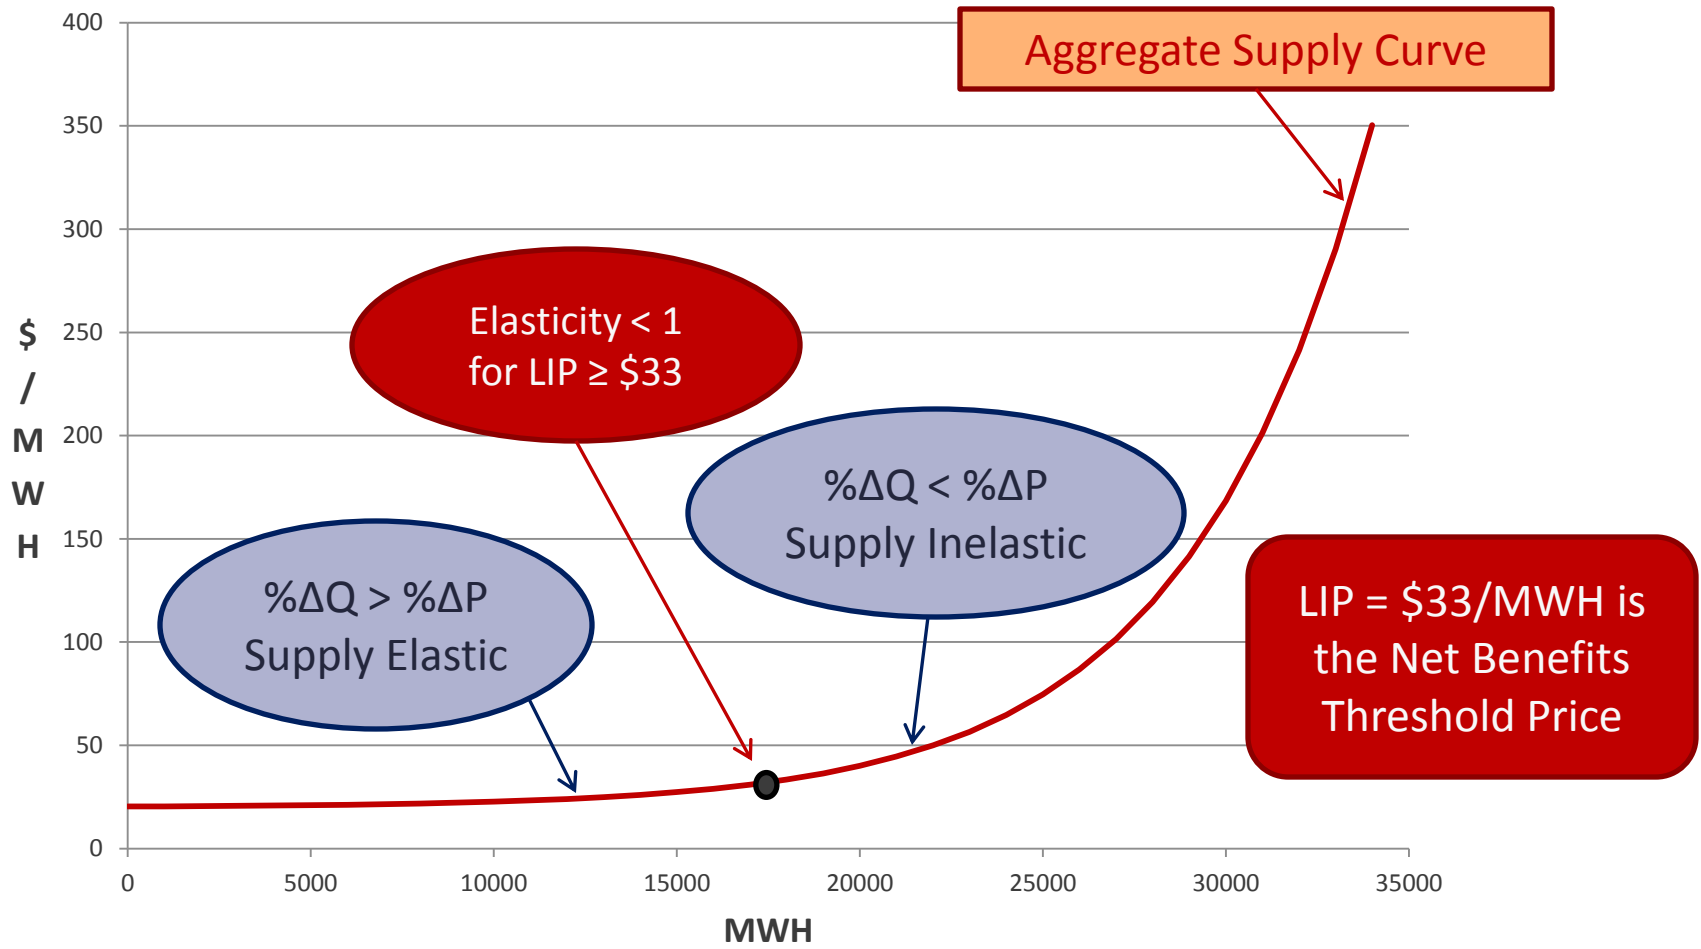 400
350
300
250
200
150
100
50
0
$
/
M
W
H
Aggregate Supply Curve
Elasticity < 1
for LIP ≥ $33
%ΔQ < %ΔP
Supply Inelastic
%ΔQ > %ΔP
Supply Elastic
LIP = $33/MWH is
the Net Benefits
Threshold Price
0 5000 10000 15000 20000 25000 30000 35000
MWH